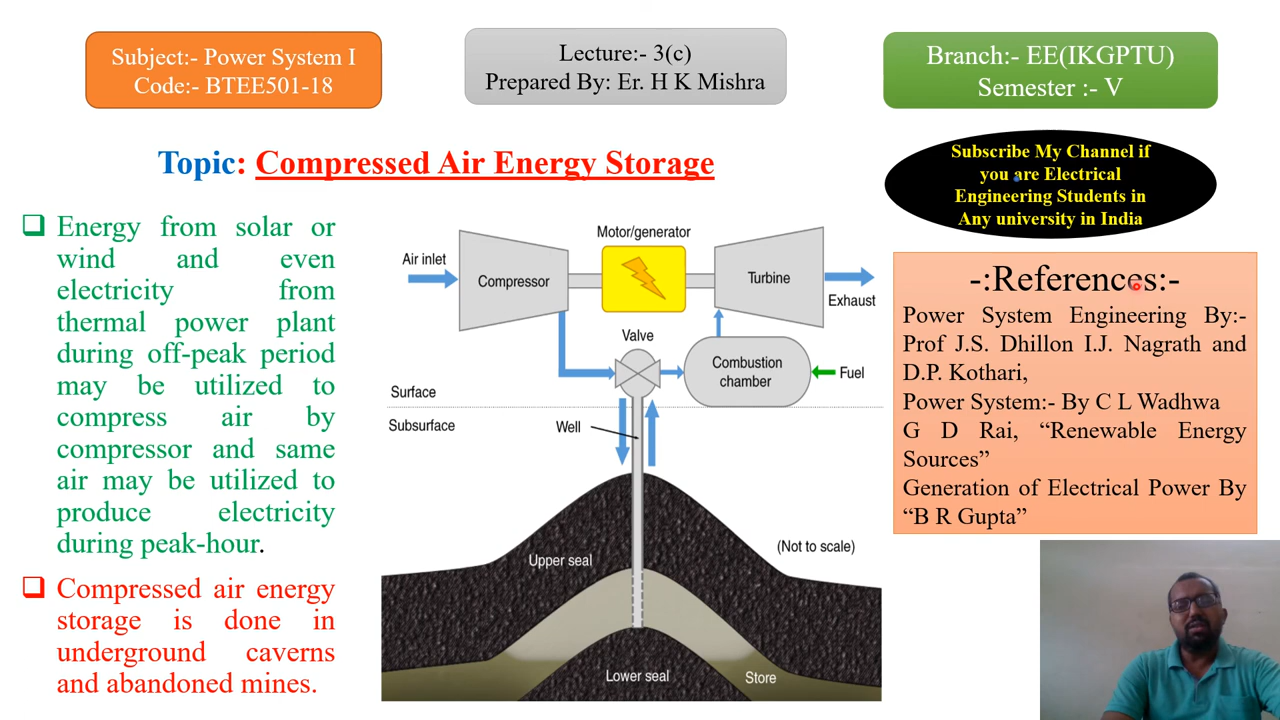 Subject:- Power System I
Code:- BTEE501-18
Lecture:- 3(c)
Prepared By: Er. H K Mishra
Branch:- EE(IKGPTU)
Semester :- V
Topic: Compressed Air Energy Storage
Subscribe My Channel if
you are Electrical
Engineering Students in
Any university in India
Energy from solar or
wind and even
electricity from
thermal power plant
during off-peak period
may be utilized to
compress air by
compressor and same
air may be utilized to
produce electricity
during peak-hour.
Compressed air energy
storage is done in
underground caverns
and abandoned mines.
Motor/generator
Air inlet
Compressor
Turbine
Exhaust
Valve
Combustion
chamber
Fuel
Surface
Subsurface
Well
(Not to scale)
Upper seal
Lower seal
Store
-:References:-
Power System Engineering By:-
Prof J.S. Dhillon I.J. Nagrath and
D.P. Kothari,
Power System:- By C L Wadhwa
G D Rai, “Renewable Energy
Sources”
Generation of Electrical Power By
“B R Gupta”